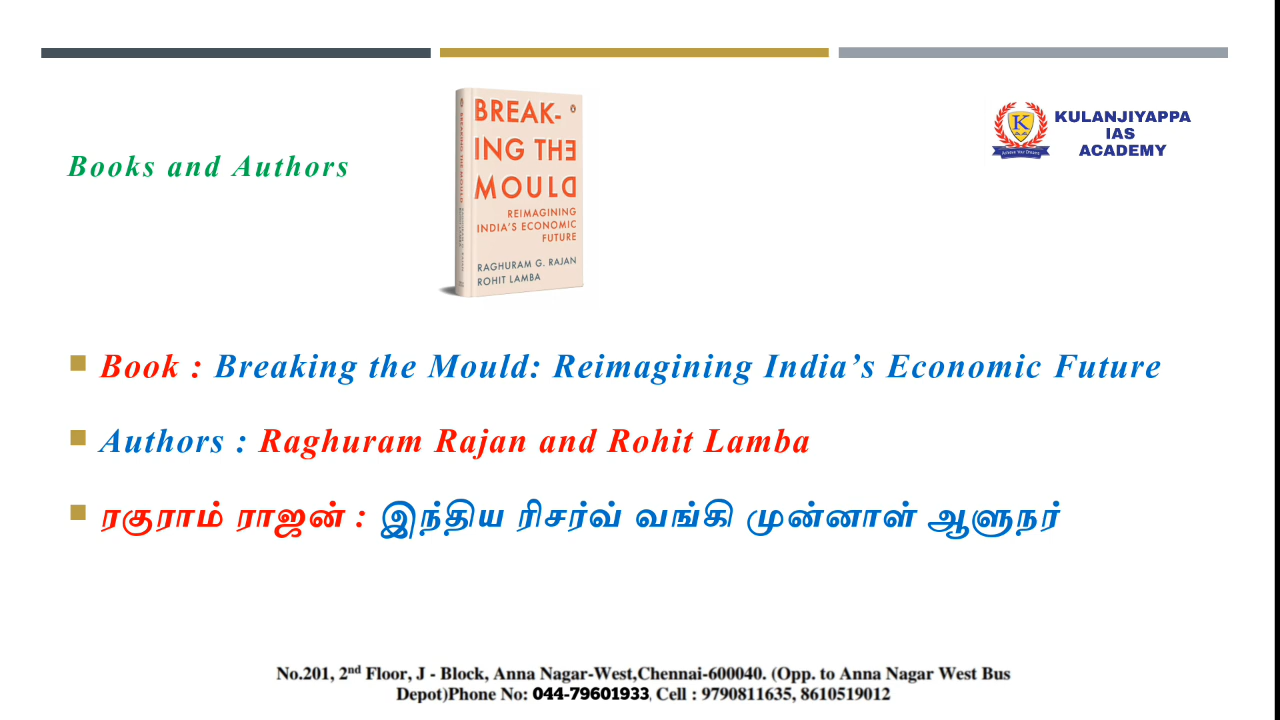 Books and Authors
BREAK-
ING THE
MOULD
REIMAGINING
INDIA'S ECONOMIC
FUTURE
RAGHURAM G. RAJAN
ROHIT LAMBA
K
KULANJIYAPPA
IAS
ACADEMY
Book : Breaking the Mould: Reimagining India’s Economic Future
Authors : Raghuram Rajan and Rohit Lamba
ரகுராம் ராஜன் : இந்திய ரிசர்வ் வங்கி முன்னாள் ஆளுநர்
No.201, 2nd Floor, J - Block, Anna Nagar-West,Chennai-600040. (Opp. to Anna Nagar West Bus
Depot)Phone No: 044-79601933, Cell : 9790811635, 8610519012